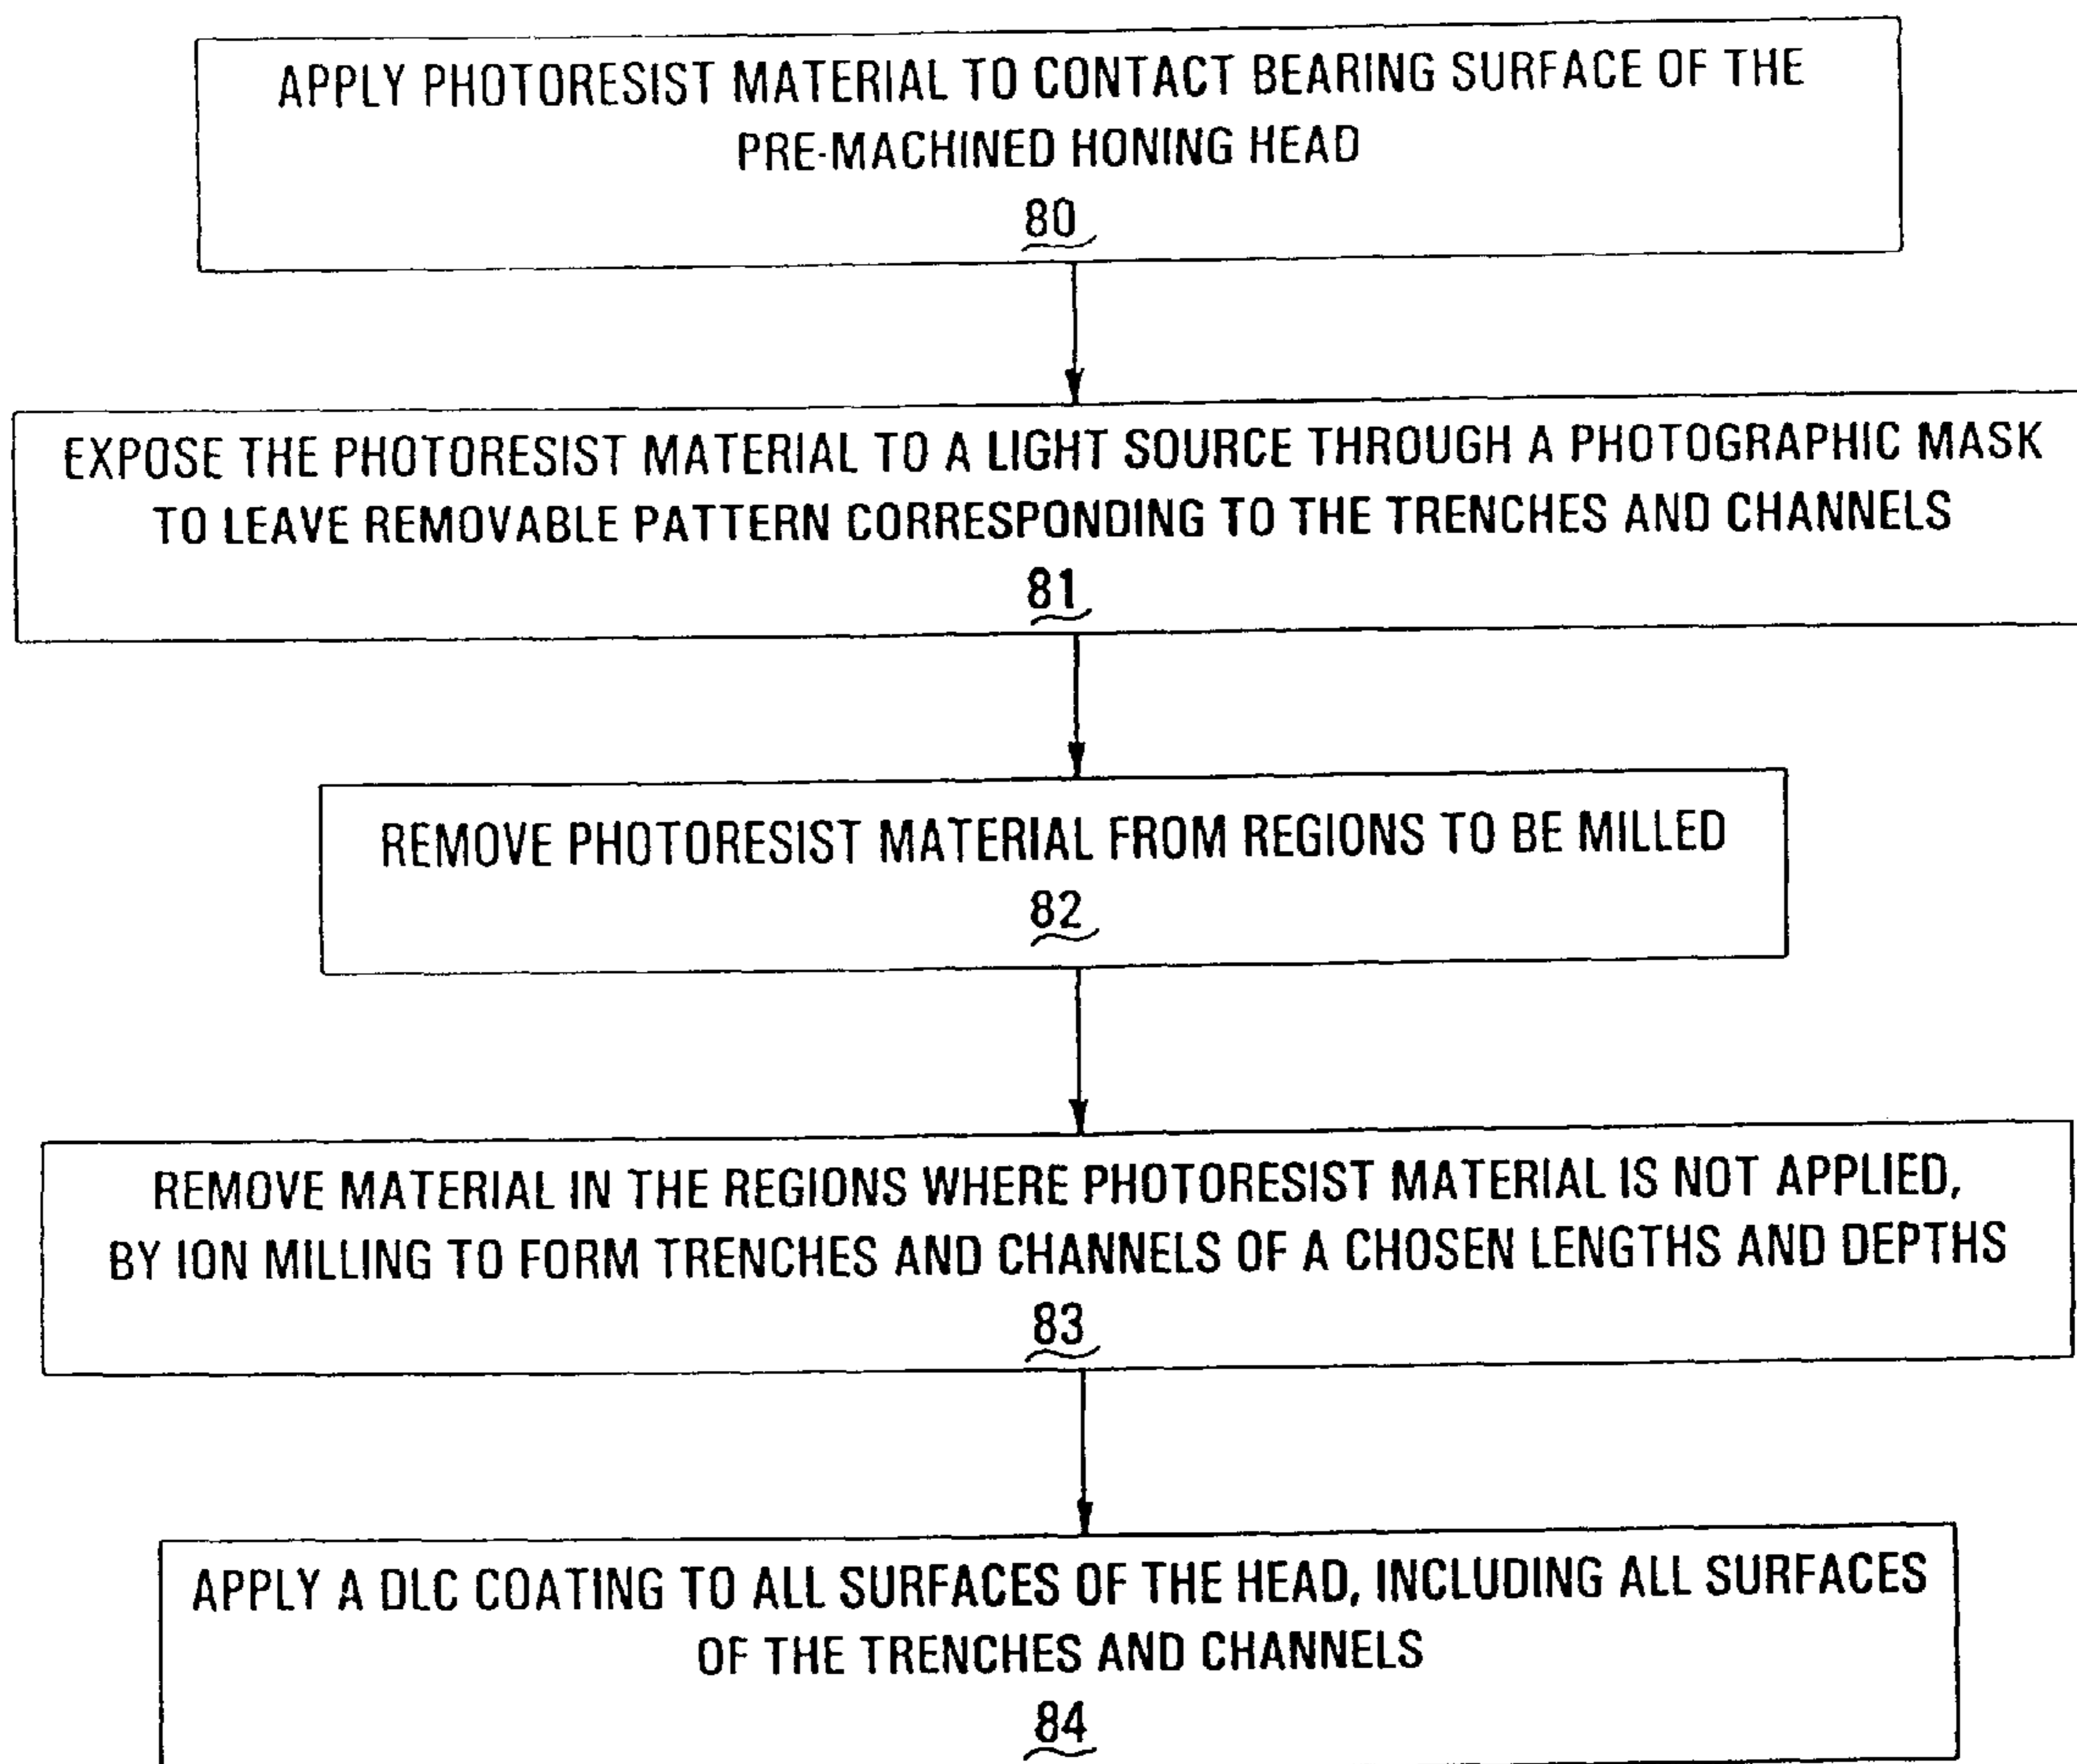 APPLY PHOTORESIST MATERIAL TO CONTACT BEARING SURFACE OF THE
PRE-MACHINED HONING HEAD
80
EXPOSE THE PHOTORESIST MATERIAL TO A LIGHT SOURCE THROUGH A PHOTOGRAPHIC MASK
TO LEAVE REMOVABLE PATTERN CORRESPONDING TO THE TRENCHES AND CHANNELS
81
REMOVE PHOTORESIST MATERIAL FROM REGIONS TO BE MILLED
82
REMOVE MATERIAL IN THE REGIONS WHERE PHOTORESIST MATERIAL IS NOT APPLIED,
BY ION MILLING TO FORM TRENCHES AND CHANNELS OF A CHOSEN LENGTHS AND DEPTHS
83
APPLY A DLC COATING TO ALL SURFACES OF THE HEAD, INCLUDING ALL SURFACES
OF THE TRENCHES AND CHANNELS
84